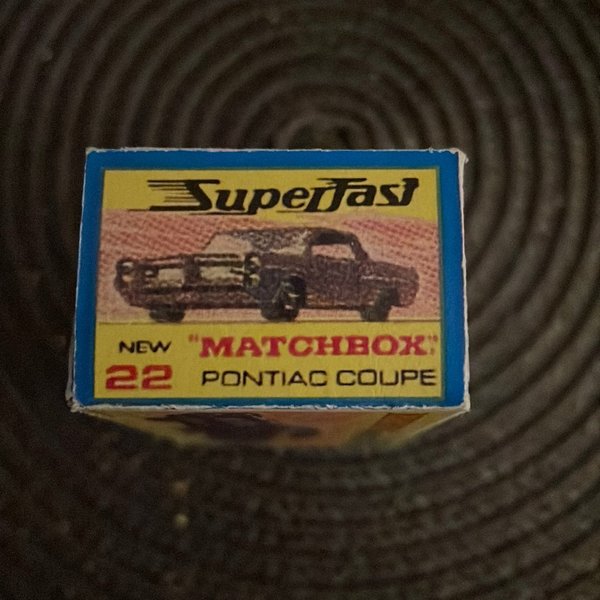 SuperFast
NEW "MATCHBOX"
22 PONTIAC COUPE